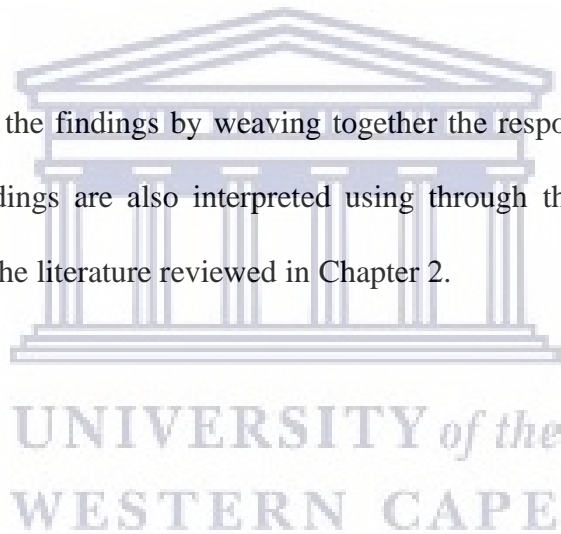 the findings by weaving together the respo
dings are also interpreted using through th
he literature reviewed in Chapter 2.
UNIVERSITY of the
WESTERN CAPE